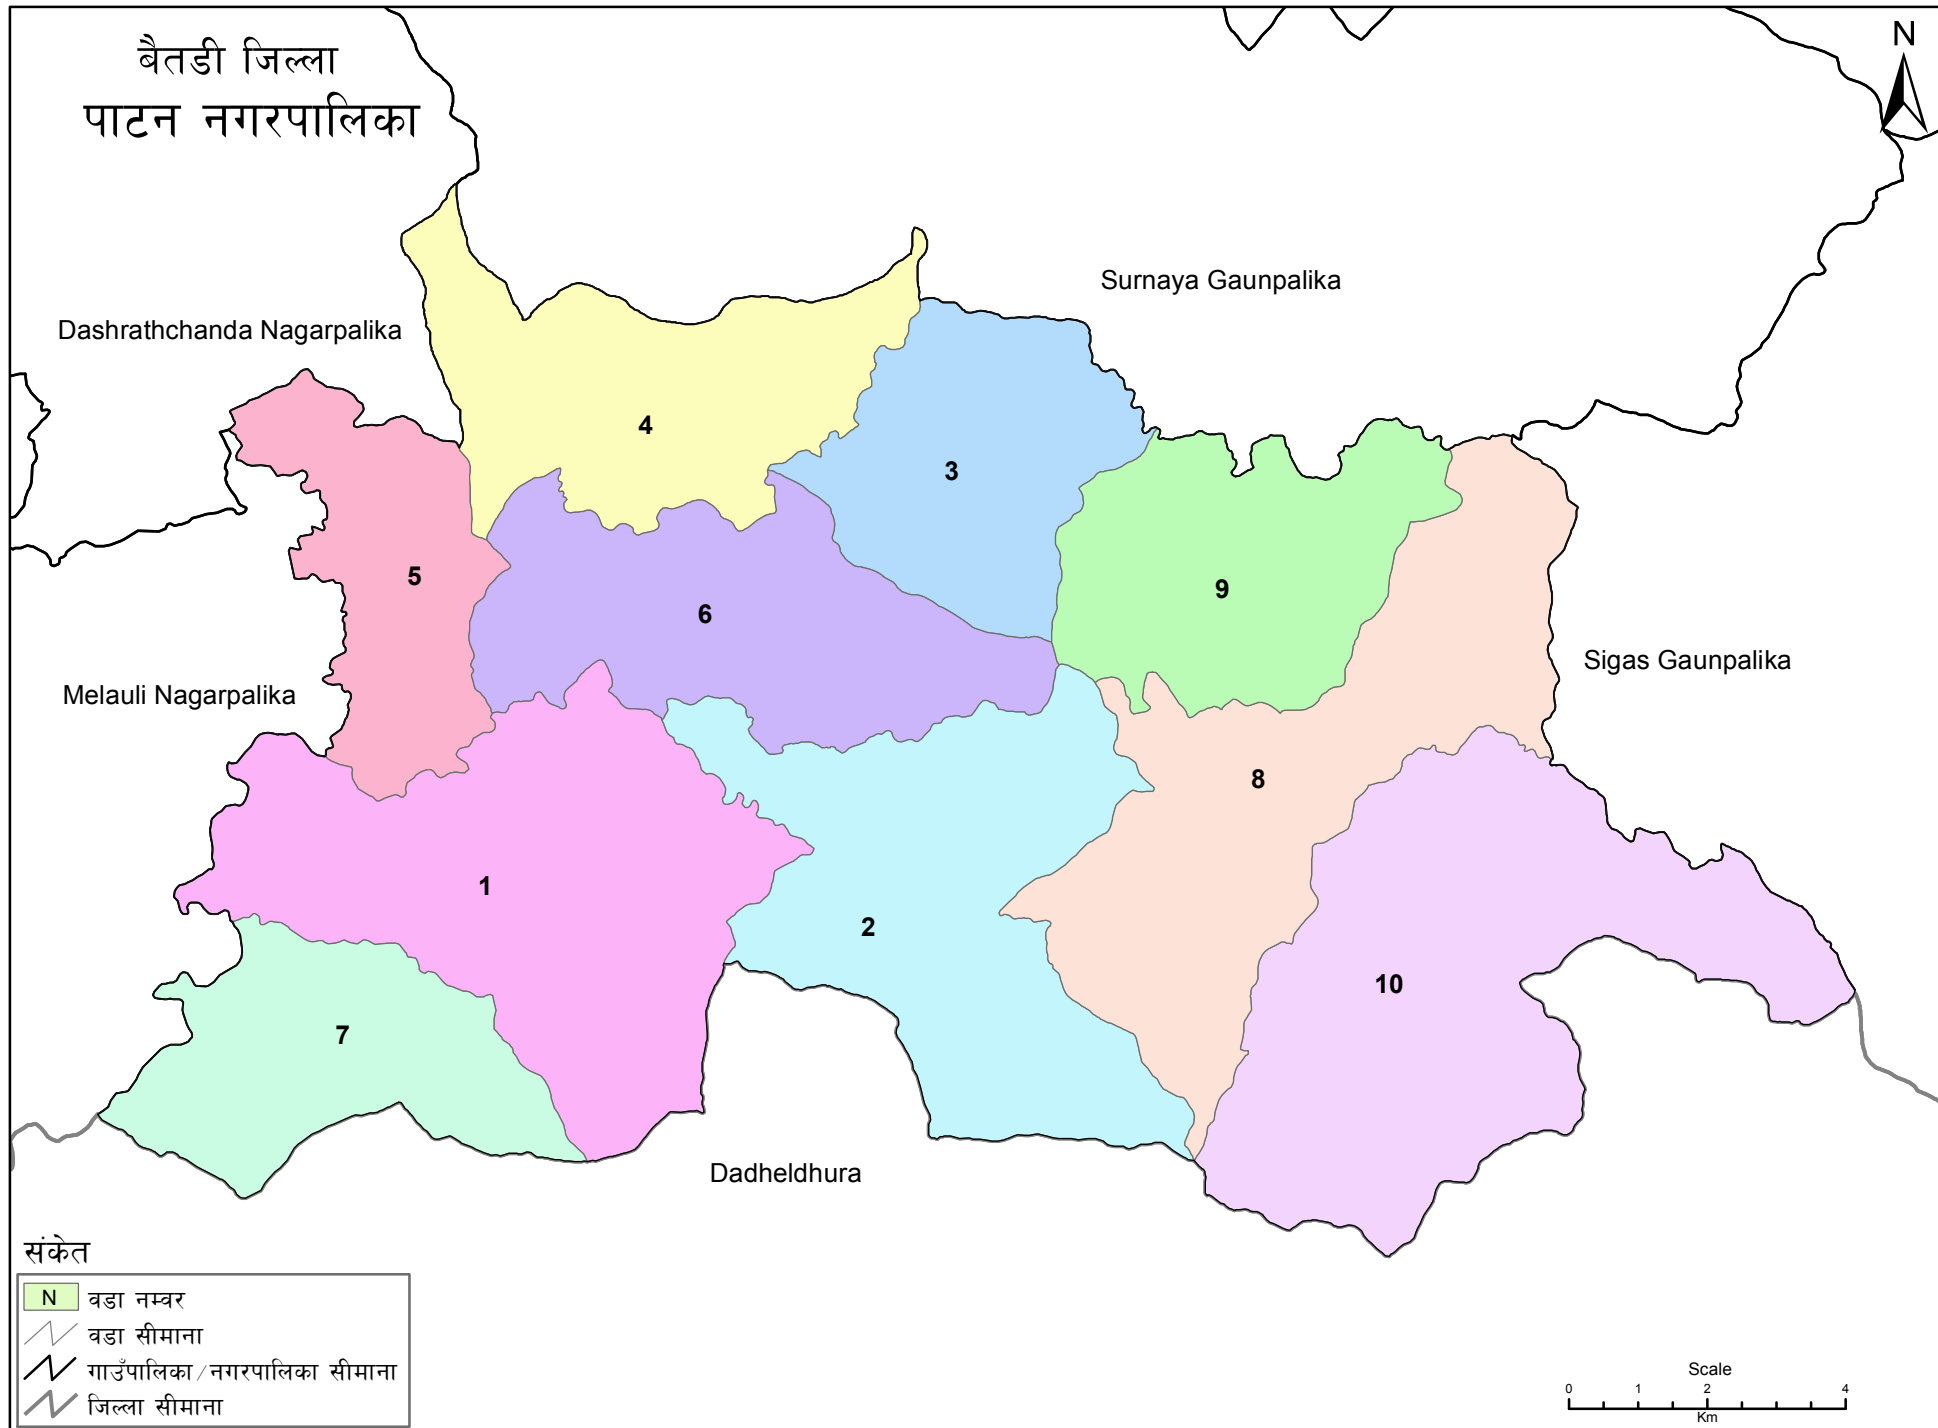 बैतडी जिल्ला
पाटन नगरपालिका
N
Surnaya Gaunpalika
Dashrathchanda Nagarpalika
4
3
5
9
6
Sigas Gaunpalika
Melauli Nagarpalika
8
1
2
10
7
Dadheldhura
संकेत
N वडा नम्वर
वडा सीमाना
गाउँपालिका/नगरपालिका सीमाना
जिल्ला सीमाना
Scale
0 1 2 4
Km